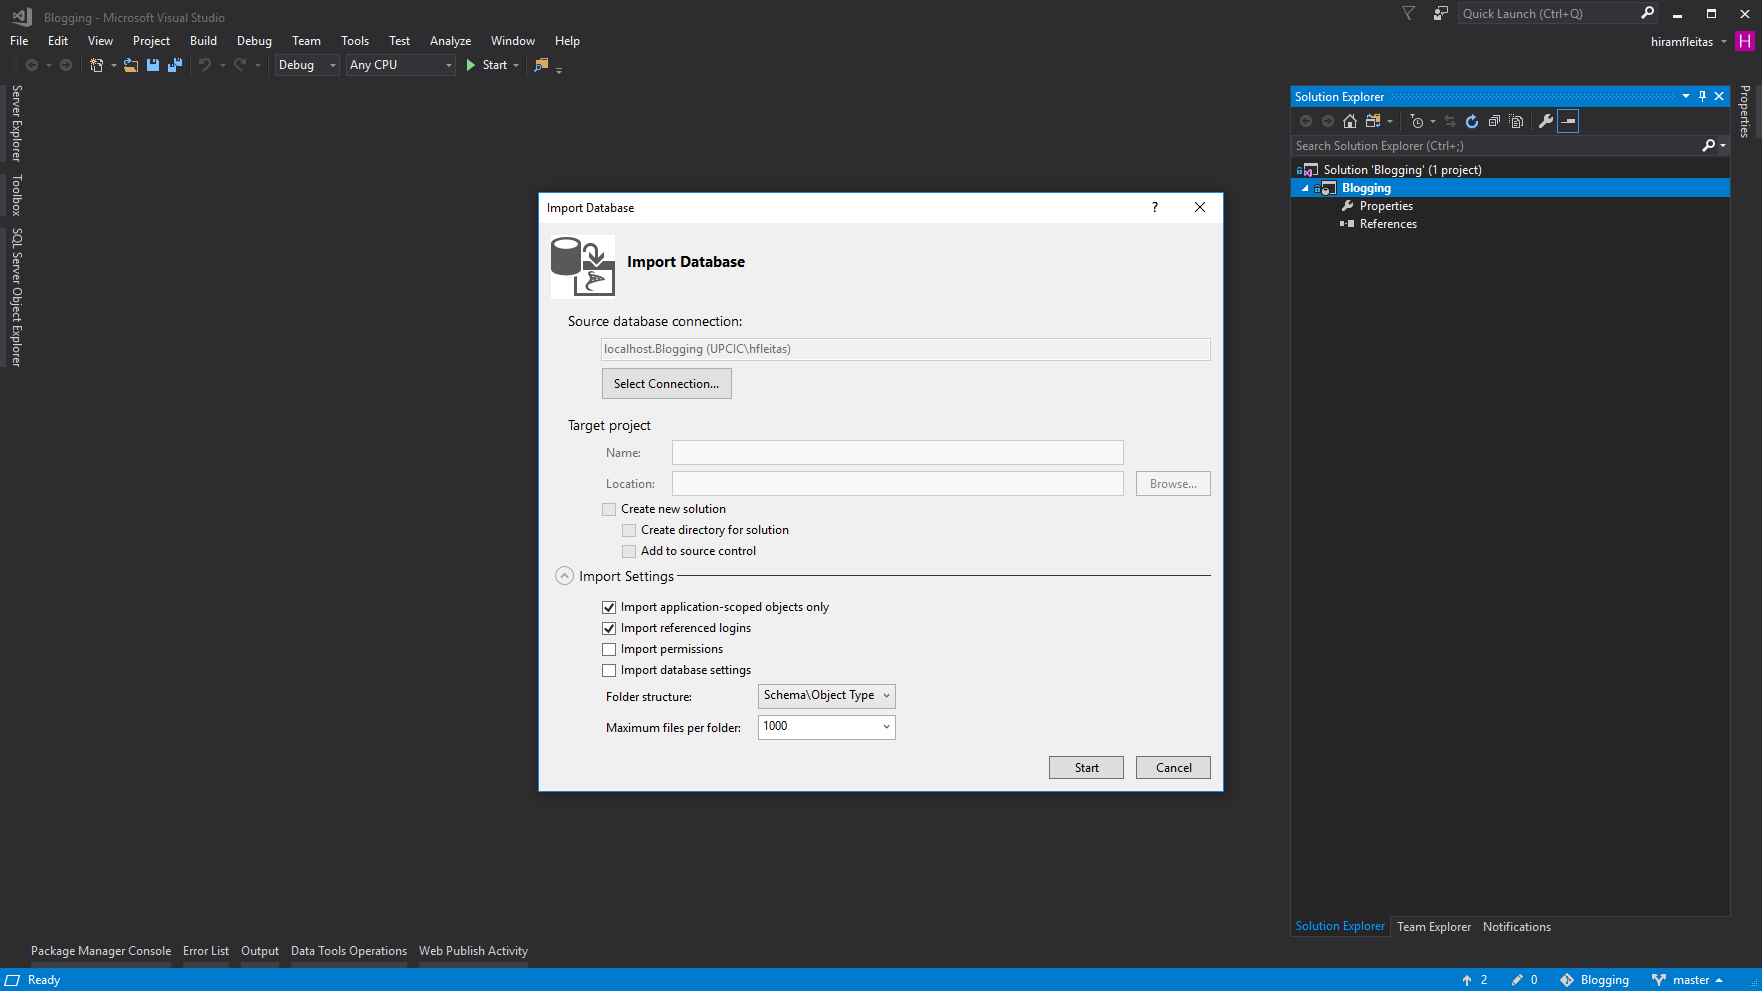 Blogging - Microsoft Visual Studio
Quick Launch (Ctrl+Q)
File Edit View Project Build Debug Team Tools Test Analyze Window Help
hiramfleitas H
Debug Any CPU Start
Server Explorer
Toolbox
SQL Server Object Explorer
Import Database
?
Import Database
Source database connection:
localhost.Blogging (UPCIC\hfleitas)
Select Connection...
Target project
Name:
Location: Browse...
Create new solution
Create directory for solution
Add to source control
Import Settings
Import application-scoped objects only
Import referenced logins
Import permissions
Import database settings
Folder structure: Schema\Object Type
Maximum files per folder: 1000
Start Cancel
Solution Explorer
Search Solution Explorer (Ctrl+;)
Solution 'Blogging' (1 project)
Blogging
Properties
References
Solution Explorer Team Explorer Notifications
Properties
Package Manager Console Error List Output Data Tools Operations Web Publish Activity
Ready 2 0 Blogging master